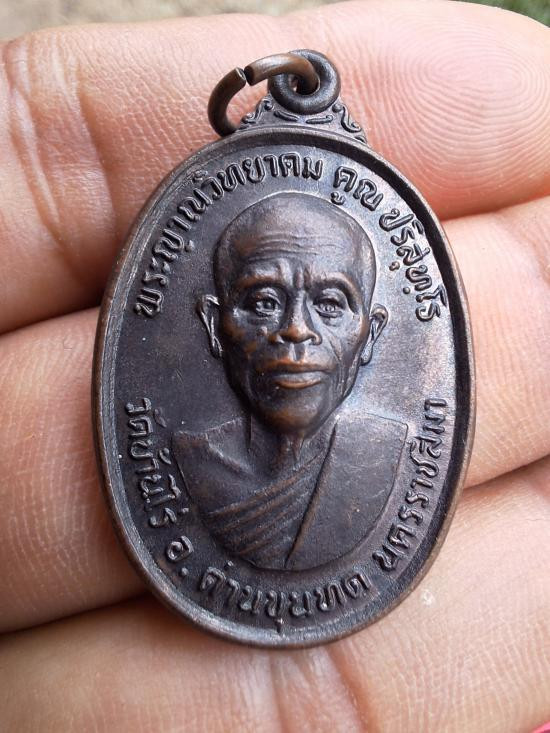 พระญาณวิทยาคม คูณ ปริสุทฺโธ
วัดบ้านไร่ อ. ด่านขุนทด นครราชสีมา